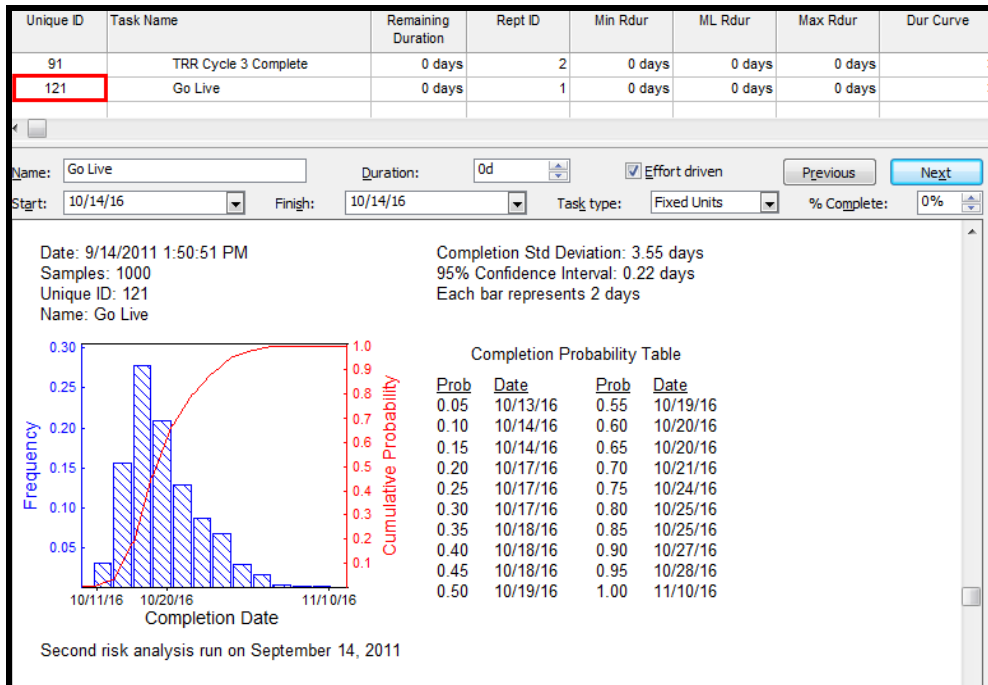 Unique ID Task Name Remaining Duration Rept ID Min Rdur ML Rdur Max Rdur Dur Curve
91 TRR Cycle 3 Complete 0 days 2 0 days 0 days 0 days
121 Go Live 0 days 1 0 days 0 days 0 days
Name: Go Live Duration: 0d Effort driven Previous Next
Start: 10/14/16 Finish: 10/14/16 Task type: Fixed Units % Complete: 0%
Date: 9/14/2011 1:50:51 PM
Samples: 1000
Unique ID: 121
Name: Go Live
Completion Std Deviation: 3.55 days
95% Confidence Interval: 0.22 days
Each bar represents 2 days
Frequency
0.30
0.25
0.20
0.15
0.10
0.05
1.0
0.9
0.8
0.7
0.6
0.5
0.4
0.3
0.2
0.1
Cumulative Probability
10/11/16 10/20/16 11/10/16
Completion Date
Completion Probability Table
Prob Date Prob Date
0.05 10/13/16 0.55 10/19/16
0.10 10/14/16 0.60 10/20/16
0.15 10/14/16 0.65 10/20/16
0.20 10/17/16 0.70 10/21/16
0.25 10/17/16 0.75 10/24/16
0.30 10/17/16 0.80 10/25/16
0.35 10/18/16 0.85 10/25/16
0.40 10/18/16 0.90 10/27/16
0.45 10/18/16 0.95 10/28/16
0.50 10/19/16 1.00 11/10/16
Second risk analysis run on September 14, 2011